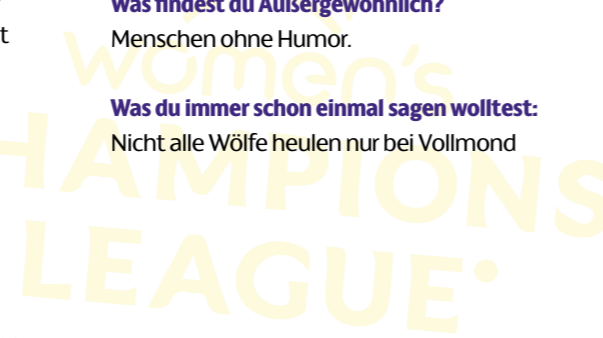 Was findest du Außergewöhnlich?
t
Menschen ohne Humor.
Was du immer schon einmal sagen wolltest:
Nicht alle Wölfe heulen nur bei Vollmond
women's
HAMPIONS
LEAGUE